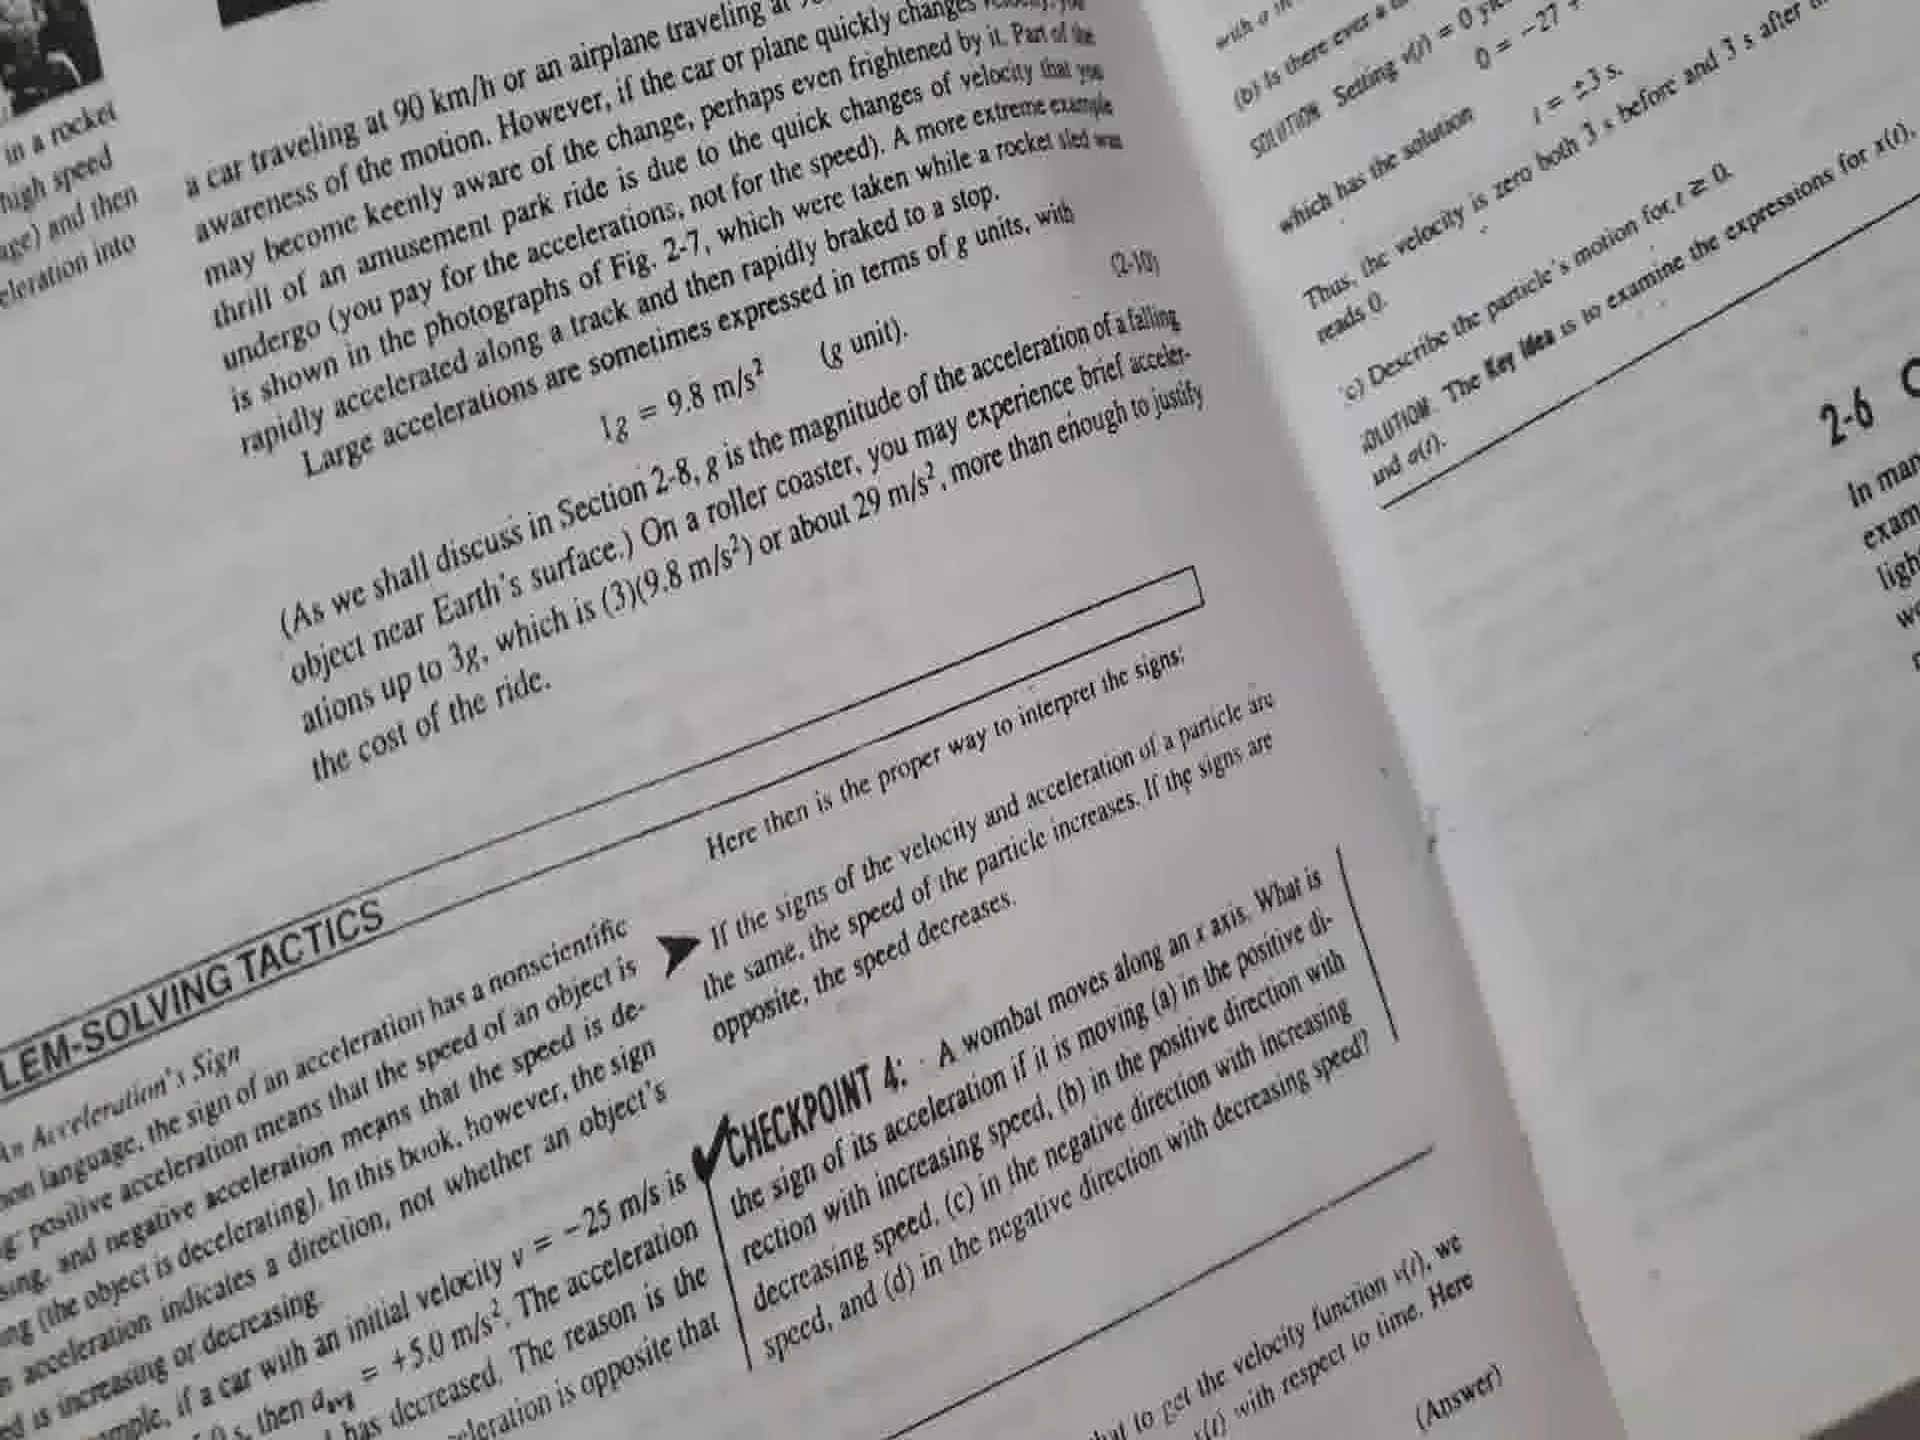 in a rocket
high speed
age) and then
eleration into
a car traveling at 90 km/h or an airplane traveling at
awareness of the motion. However, if the car or plane quickly changes velocity, you
may become keenly aware of the change, perhaps even frightened by it. Part of the
thrill of an amusement park ride is due to the quick changes of velocity that you
undergo (you pay for the accelerations, not for the speed). A more extreme example
is shown in the photographs of Fig. 2-7, which were taken while a rocket sled was
rapidly accelerated along a track and then rapidly braked to a stop.
Large accelerations are sometimes expressed in terms of g units, with
1g = 9.8 m/s² (g unit). (2-10)
(As we shall discuss in Section 2-8, g is the magnitude of the acceleration of a falling
object near Earth's surface.) On a roller coaster, you may experience brief acceler-
ations up to 3g, which is (3)(9.8 m/s²) or about 29 m/s², more than enough to justify
the cost of the ride.
LEM-SOLVING TACTICS
An Acceleration's Sign
mon language, the sign of an acceleration has a nonscientific
g: positive acceleration means that the speed of an object is
sing, and negative acceleration means that the speed is de-
ng (the object is decelerating). In this book, however, the sign
n acceleration indicates a direction, not whether an object's
ed is increasing or decreasing.
mple, if a car with an initial velocity v = −25 m/s is
0 s, then aavg = +5.0 m/s². The acceleration
has decreased. The reason is the
eleration is opposite that
Here then is the proper way to interpret the signs:
If the signs of the velocity and acceleration of a particle are
the same, the speed of the particle increases. If the signs are
opposite, the speed decreases.
CHECKPOINT 4: A wombat moves along an x axis. What is
the sign of its acceleration if it is moving (a) in the positive di-
rection with increasing speed, (b) in the positive direction with
decreasing speed, (c) in the negative direction with increasing
speed, and (d) in the negative direction with decreasing speed?
to get the velocity function v(t), we
with respect to time. Here
(Answer)
with a
(b) Is there ever a
SOLUTION Setting v(t) = 0
0 = −27 +
which has the solution
t = ±3 s.
Thus, the velocity is zero both 3 s before and 3 s after
reads 0.
c) Describe the particle's motion for t ≥ 0.
OLUTION The Key Idea is to examine the expressions for x(t),
und a(t).
2-6 C
In man
exam
ligh